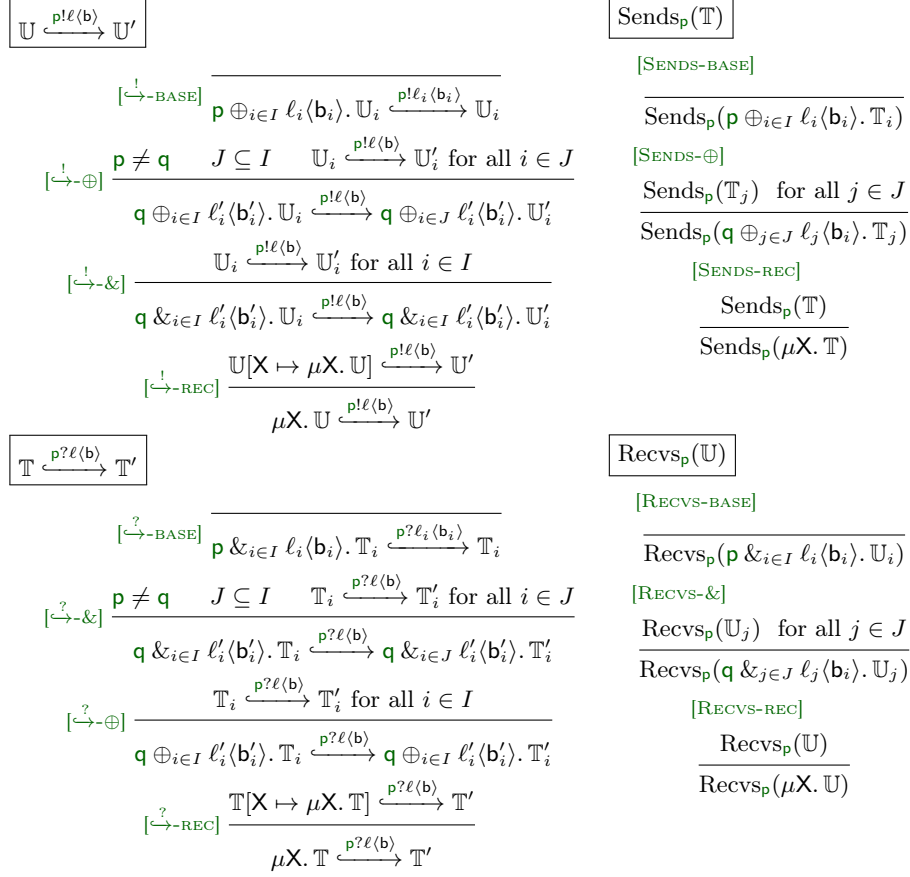 𝕌 ↪^{p!ℓ⟨b⟩} 𝕌′
[↪^!-BASE] p ⊕_{i∈I} ℓ_i⟨b_i⟩. 𝕌_i ↪^{p!ℓ_i⟨b_i⟩} 𝕌_i
[↪^!-⊕] p ≠ q J ⊆ I 𝕌_i ↪^{p!ℓ⟨b⟩} 𝕌′_i for all i ∈ J
q ⊕_{i∈I} ℓ′_i⟨b′_i⟩. 𝕌_i ↪^{p!ℓ⟨b⟩} q ⊕_{i∈J} ℓ′_i⟨b′_i⟩. 𝕌′_i
[↪^!-&] 𝕌_i ↪^{p!ℓ⟨b⟩} 𝕌′_i for all i ∈ I
q &_{i∈I} ℓ′_i⟨b′_i⟩. 𝕌_i ↪^{p!ℓ⟨b⟩} q &_{i∈I} ℓ′_i⟨b′_i⟩. 𝕌′_i
[↪^!-REC] 𝕌[X ↦ μX. 𝕌] ↪^{p!ℓ⟨b⟩} 𝕌′
μX. 𝕌 ↪^{p!ℓ⟨b⟩} 𝕌′
Sends_p(𝕋)
[SENDS-BASE]
Sends_p(p ⊕_{i∈I} ℓ_i⟨b_i⟩. 𝕋_i)
[SENDS-⊕]
Sends_p(𝕋_j) for all j ∈ J
Sends_p(q ⊕_{j∈J} ℓ_j⟨b_i⟩. 𝕋_j)
[SENDS-REC]
Sends_p(𝕋)
Sends_p(μX. 𝕋)
𝕋 ↪^{p?ℓ⟨b⟩} 𝕋′
[↪^?-BASE] p &_{i∈I} ℓ_i⟨b_i⟩. 𝕋_i ↪^{p?ℓ_i⟨b_i⟩} 𝕋_i
[↪^?-&] p ≠ q J ⊆ I 𝕋_i ↪^{p?ℓ⟨b⟩} 𝕋′_i for all i ∈ J
q &_{i∈I} ℓ′_i⟨b′_i⟩. 𝕋_i ↪^{p?ℓ⟨b⟩} q &_{i∈J} ℓ′_i⟨b′_i⟩. 𝕋′_i
[↪^?-⊕] 𝕋_i ↪^{p?ℓ⟨b⟩} 𝕋′_i for all i ∈ I
q ⊕_{i∈I} ℓ′_i⟨b′_i⟩. 𝕋_i ↪^{p?ℓ⟨b⟩} q ⊕_{i∈I} ℓ′_i⟨b′_i⟩. 𝕋′_i
[↪^?-REC] 𝕋[X ↦ μX. 𝕋] ↪^{p?ℓ⟨b⟩} 𝕋′
μX. 𝕋 ↪^{p?ℓ⟨b⟩} 𝕋′
Recvs_p(𝕌)
[RECVS-BASE]
Recvs_p(p &_{i∈I} ℓ_i⟨b_i⟩. 𝕌_i)
[RECVS-&]
Recvs_p(𝕌_j) for all j ∈ J
Recvs_p(q &_{j∈J} ℓ_j⟨b_i⟩. 𝕌_j)
[RECVS-REC]
Recvs_p(𝕌)
Recvs_p(μX. 𝕌)